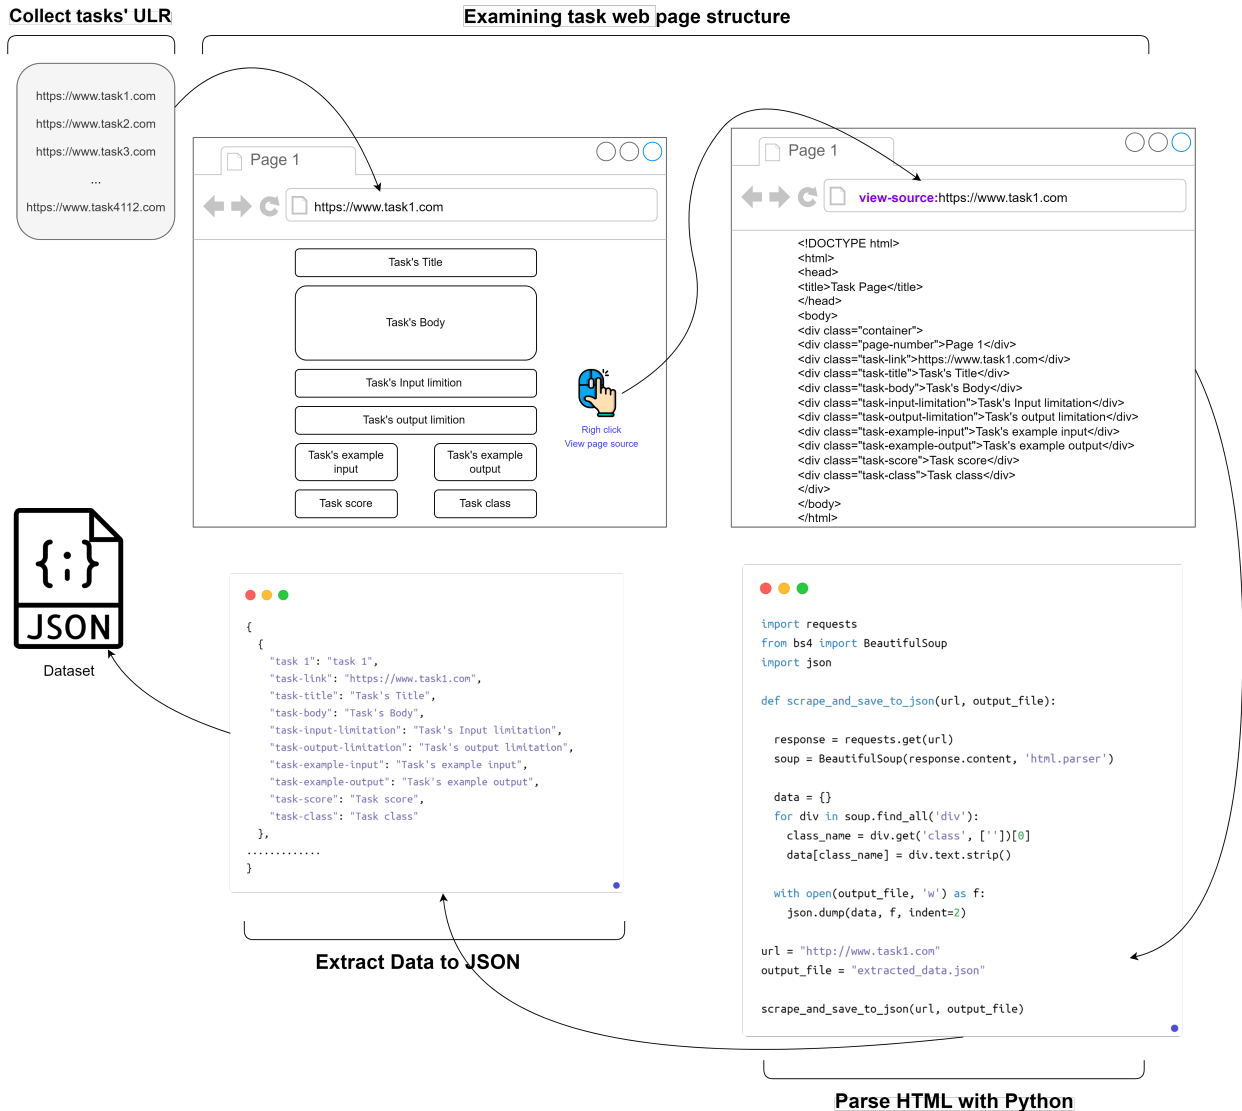 Collect tasks' ULR
Examining task web page structure
https://www.task1.com
https://www.task2.com
https://www.task3.com
...
https://www.task4112.com
Page 1
https://www.task1.com
Task's Title
Task's Body
Task's Input limition
Task's output limition
Task's example
input
Task's example
output
Task score
Task class
Righ click
View page source
Page 1
view-source:https://www.task1.com
<!DOCTYPE html>
<html>
<head>
<title>Task Page</title>
</head>
<body>
<div class="container">
<div class="page-number">Page 1</div>
<div class="task-link">https://www.task1.com</div>
<div class="task-title">Task's Title</div>
<div class="task-body">Task's Body</div>
<div class="task-input-limitation">Task's Input limitation</div>
<div class="task-output-limitation">Task's output limitation</div>
<div class="task-example-input">Task's example input</div>
<div class="task-example-output">Task's example output</div>
<div class="task-score">Task score</div>
<div class="task-class">Task class</div>
</div>
</body>
</html>
{;}
JSON
Dataset
{
{
"task 1": "task 1",
"task-link": "https://www.task1.com",
"task-title": "Task's Title",
"task-body": "Task's Body",
"task-input-limitation": "Task's Input limitation",
"task-output-limitation": "Task's output limitation",
"task-example-input": "Task's example input",
"task-example-output": "Task's example output",
"task-score": "Task score",
"task-class": "Task class"
},
.............
}
Extract Data to JSON
import requests
from bs4 import BeautifulSoup
import json
def scrape_and_save_to_json(url, output_file):
response = requests.get(url)
soup = BeautifulSoup(response.content, 'html.parser')
data = {}
for div in soup.find_all('div'):
class_name = div.get('class', [''])[0]
data[class_name] = div.text.strip()
with open(output_file, 'w') as f:
json.dump(data, f, indent=2)
url = "http://www.task1.com"
output_file = "extracted_data.json"
scrape_and_save_to_json(url, output_file)
Parse HTML with Python